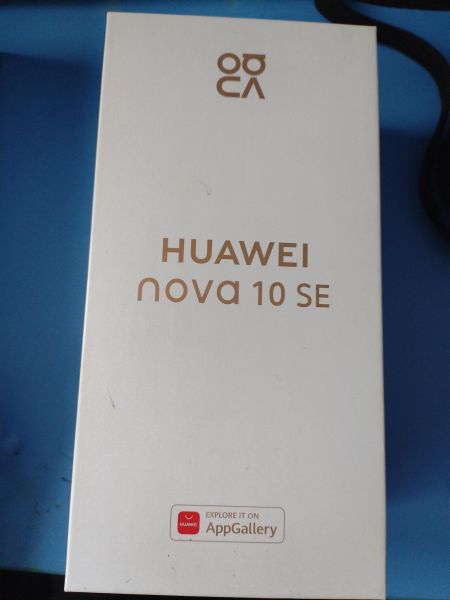 HUAWEI
nova 10 SE
EXPLORE IT ON
HUAWEI
AppGallery